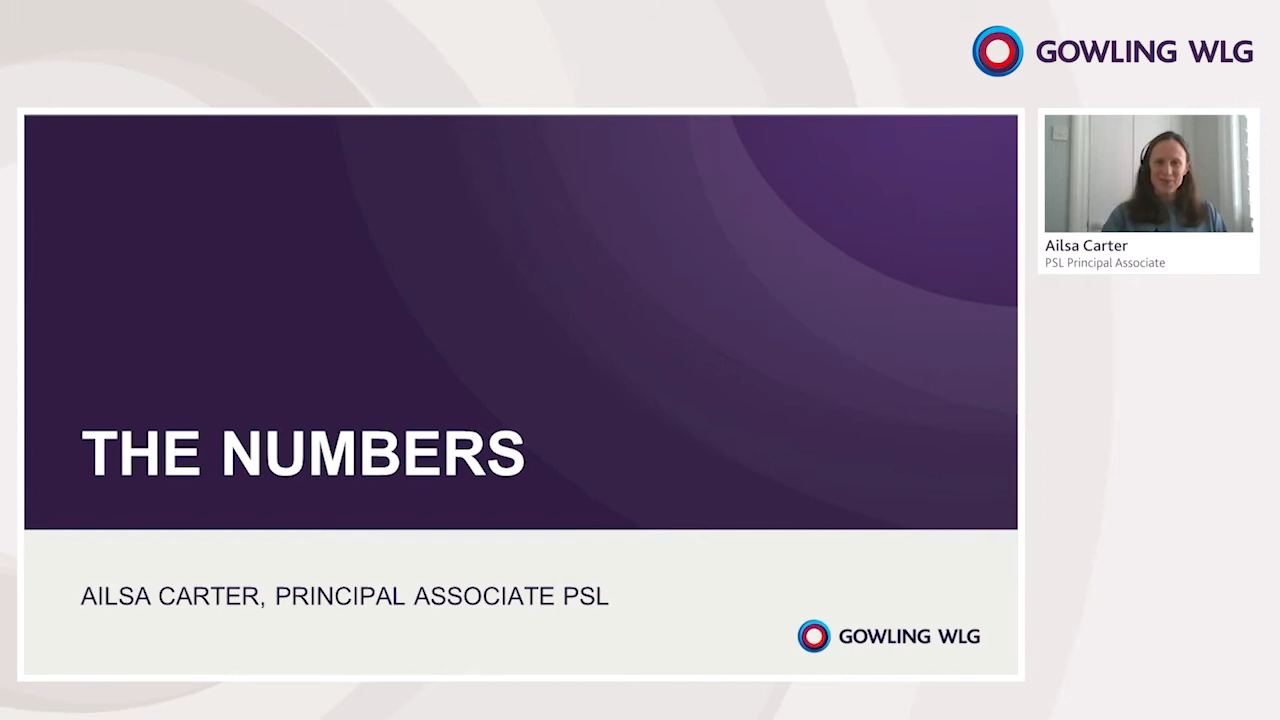 GOWLING WLG
THE NUMBERS
AILSA CARTER, PRINCIPAL ASSOCIATE PSL
GOWLING WLG
Ailsa Carter
PSL Principal Associate